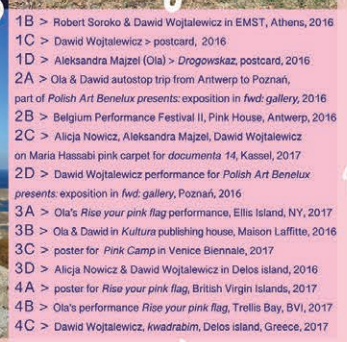 1B > Robert Soroko & Dawid Wojtalewicz in EMST, Athens, 2016
1C > Dawid Wojtalewicz > postcard, 2016
1D > Aleksandra Majzel (Ola) > Drogowskaz, postcard, 2016
2A > Ola & Dawid autostop trip from Antwerp to Poznań,
part of Polish Art Benelux presents: exposition in fwd: gallery, 2016
2B > Belgium Performance Festival II, Pink House, Antwerp, 2016
2C > Alicja Nowicz, Aleksandra Majzel, Dawid Wojtalewicz
on Maria Hassabi pink carpet for documenta 14, Kassel, 2017
2D > Dawid Wojtalewicz performance for Polish Art Benelux
presents: exposition in fwd: gallery, Poznań, 2016
3A > Ola's Rise your pink flag performance, Ellis Island, NY, 2017
3B > Ola & Dawid in Kultura publishing house, Maison Laffitte, 2016
3C > poster for Pink Camp in Venice Biennale, 2017
3D > Alicja Nowicz & Dawid Wojtalewicz in Delos island, 2016
4A > poster for Rise your pink flag, British Virgin Islands, 2017
4B > Ola's performance Rise your pink flag, Trellis Bay, BVI, 2017
4C > Dawid Wojtalewicz, kwadrabim, Delos island, Greece, 2017